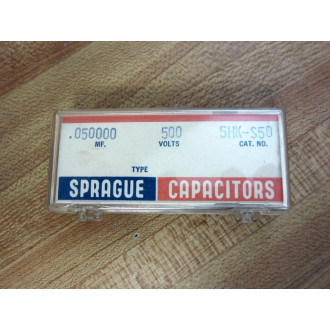 .050000 500 5HK-S50
MF. VOLTS CAT. NO.
TYPE
SPRAGUE CAPACITORS